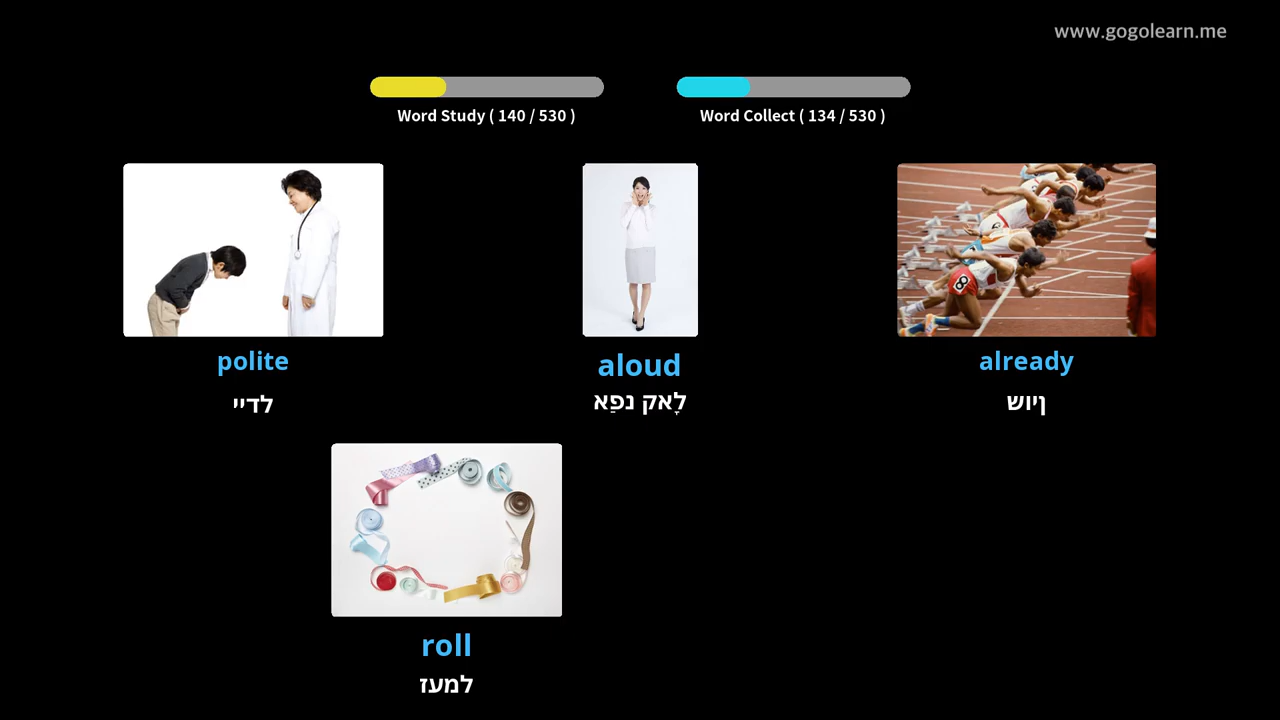 www.gogolearn.me
Word Study ( 140 / 530 )
Word Collect ( 134 / 530 )
polite
לדיי
aloud
לָאק נפַא
already
ןיוש
roll
למעז